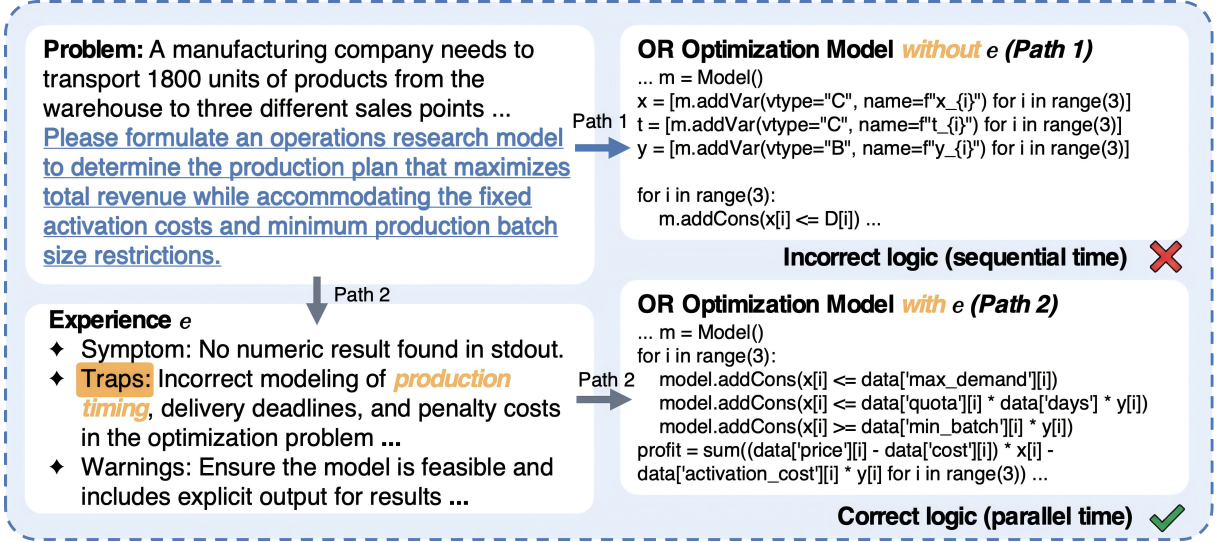 Problem: A manufacturing company needs to
transport 1800 units of products from the
warehouse to three different sales points ...
Please formulate an operations research model
to determine the production plan that maximizes
total revenue while accommodating the fixed
activation costs and minimum production batch
size restrictions.
Path 1
OR Optimization Model without e (Path 1)
... m = Model()
x = [m.addVar(vtype="C", name=f"x_{i}") for i in range(3)]
t = [m.addVar(vtype="C", name=f"t_{i}") for i in range(3)]
y = [m.addVar(vtype="B", name=f"y_{i}") for i in range(3)]
for i in range(3):
m.addCons(x[i] <= D[i]) ...
Incorrect logic (sequential time)
Path 2
Experience e
✦ Symptom: No numeric result found in stdout.
✦ Traps: Incorrect modeling of production
timing, delivery deadlines, and penalty costs
in the optimization problem ...
✦ Warnings: Ensure the model is feasible and
includes explicit output for results ...
Path 2
OR Optimization Model with e (Path 2)
... m = Model()
for i in range(3):
model.addCons(x[i] <= data['max_demand'][i])
model.addCons(x[i] <= data['quota'][i] * data['days'] * y[i])
model.addCons(x[i] >= data['min_batch'][i] * y[i])
profit = sum((data['price'][i] - data['cost'][i]) * x[i] -
data['activation_cost'][i] * y[i] for i in range(3)) ...
Correct logic (parallel time)